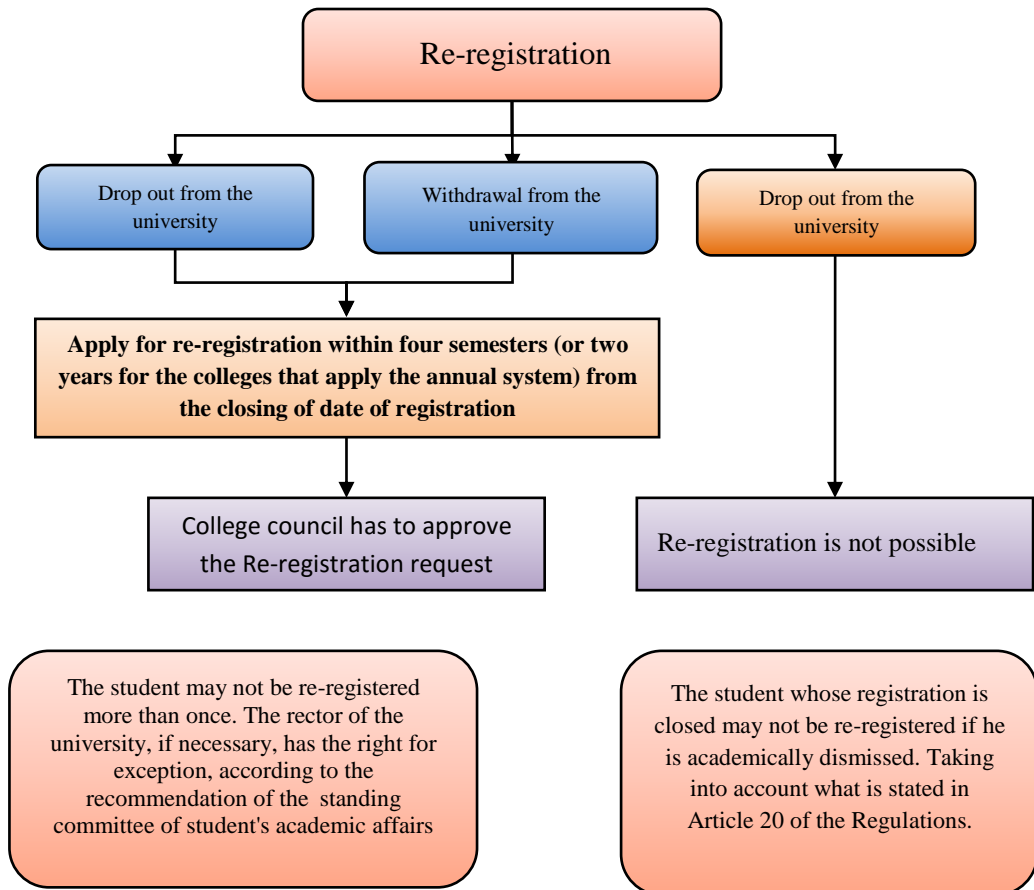 Re-registration
Drop out from the
university
Withdrawal from the
university
Drop out from the
university
Apply for re-registration within four semesters (or two
years for the colleges that apply the annual system) from
the closing of date of registration
College council has to approve
the Re-registration request
Re-registration is not possible
The student may not be re-registered
more than once. The rector of the
university, if necessary, has the right for
exception, according to the
recommendation of the standing
committee of student's academic affairs
The student whose registration is
closed may not be re-registered if he
is academically dismissed. Taking
into account what is stated in
Article 20 of the Regulations.